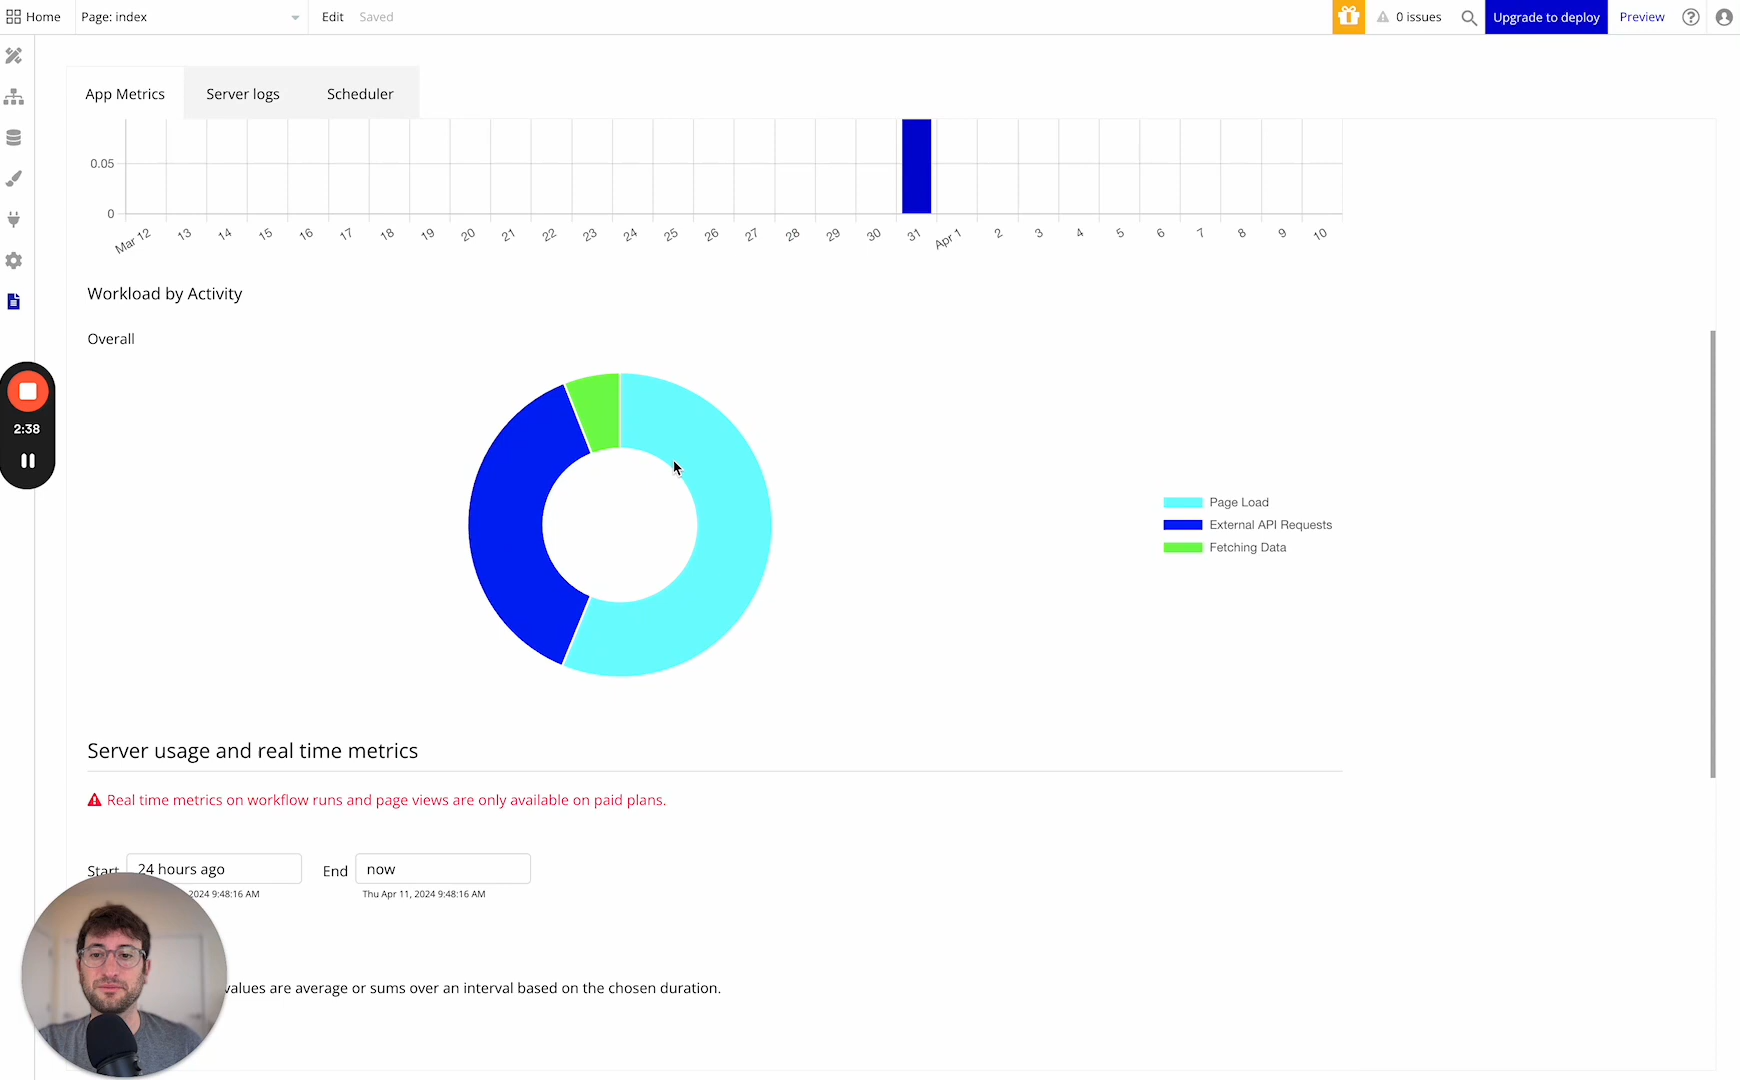 Home
Page: index
Edit
Saved
0 issues
Upgrade to deploy
Preview
App Metrics
Server logs
Scheduler
0.05
0
Mar 12 13 14 15 16 17 18 19 20 21 22 23 24 25 26 27 28 29 30 31 Apr 1 2 3 4 5 6 7 8 9 10
Workload by Activity
Overall
2:38
Page Load
External API Requests
Fetching Data
Server usage and real time metrics
Real time metrics on workflow runs and page views are only available on paid plans.
Start
24 hours ago
End
now
2024 9:48:16 AM
Thu Apr 11, 2024 9:48:16 AM
values are average or sums over an interval based on the chosen duration.